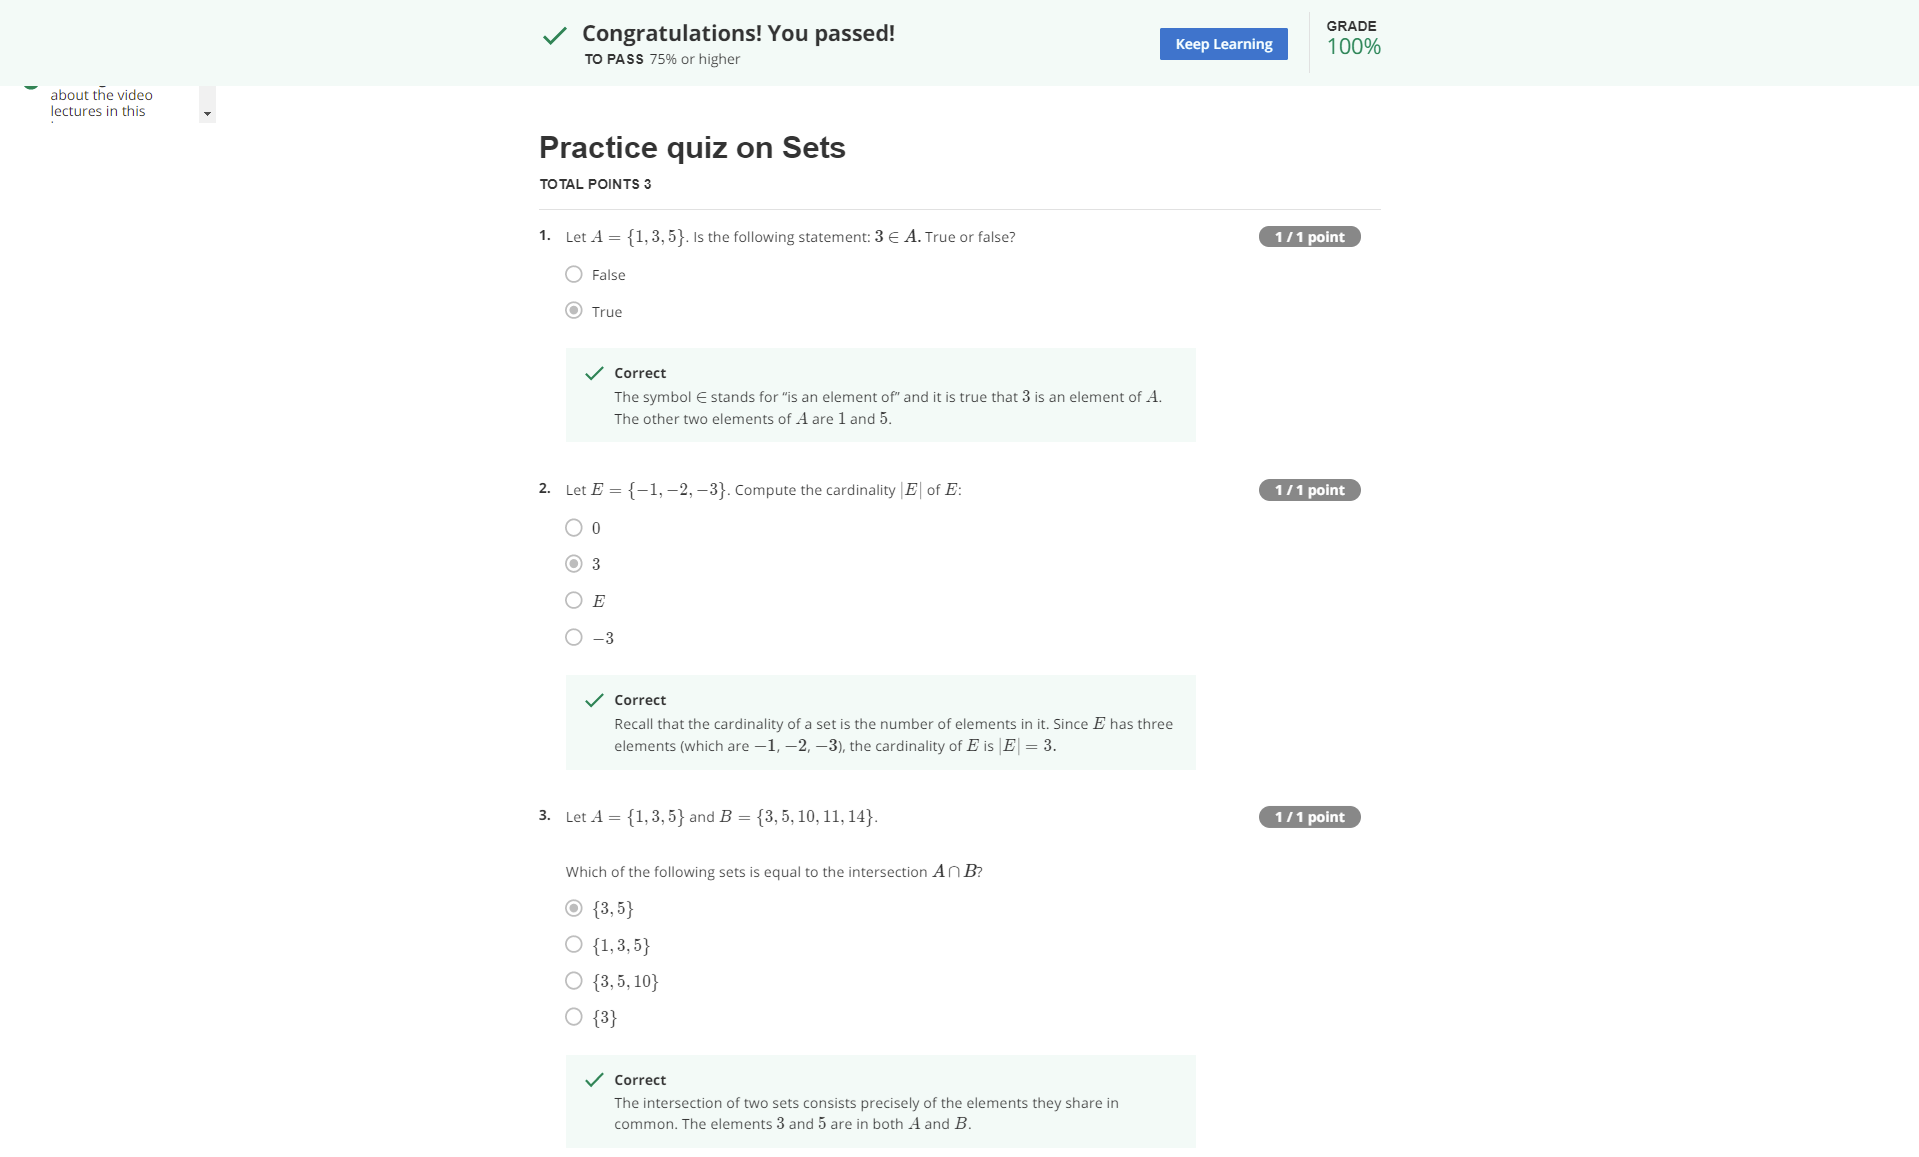 Congratulations! You passed!
TO PASS 75% or higher
Keep Learning
GRADE
100%
about the video
lectures in this
Practice quiz on Sets
TOTAL POINTS 3
1. Let A = {1, 3, 5}. Is the following statement: 3 ∈ A. True or false?
1 / 1 point
False
True
Correct
The symbol ∈ stands for “is an element of” and it is true that 3 is an element of A.
The other two elements of A are 1 and 5.
2. Let E = {−1, −2, −3}. Compute the cardinality |E| of E:
1 / 1 point
0
3
E
−3
Correct
Recall that the cardinality of a set is the number of elements in it. Since E has three
elements (which are −1, −2, −3), the cardinality of E is |E| = 3.
3. Let A = {1, 3, 5} and B = {3, 5, 10, 11, 14}.
1 / 1 point
Which of the following sets is equal to the intersection A ∩ B?
{3, 5}
{1, 3, 5}
{3, 5, 10}
{3}
Correct
The intersection of two sets consists precisely of the elements they share in
common. The elements 3 and 5 are in both A and B.